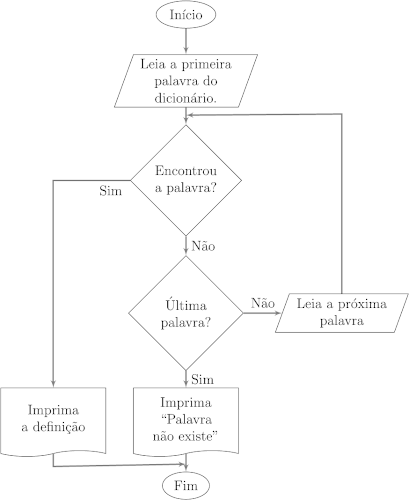 Início
Leia a primeira
palavra do
dicionário.
Encontrou
a palavra?
Sim
Não
Última
palavra?
Não
Leia a próxima
palavra
Sim
Imprima
a definição
Imprima
“Palavra
não existe”
Fim